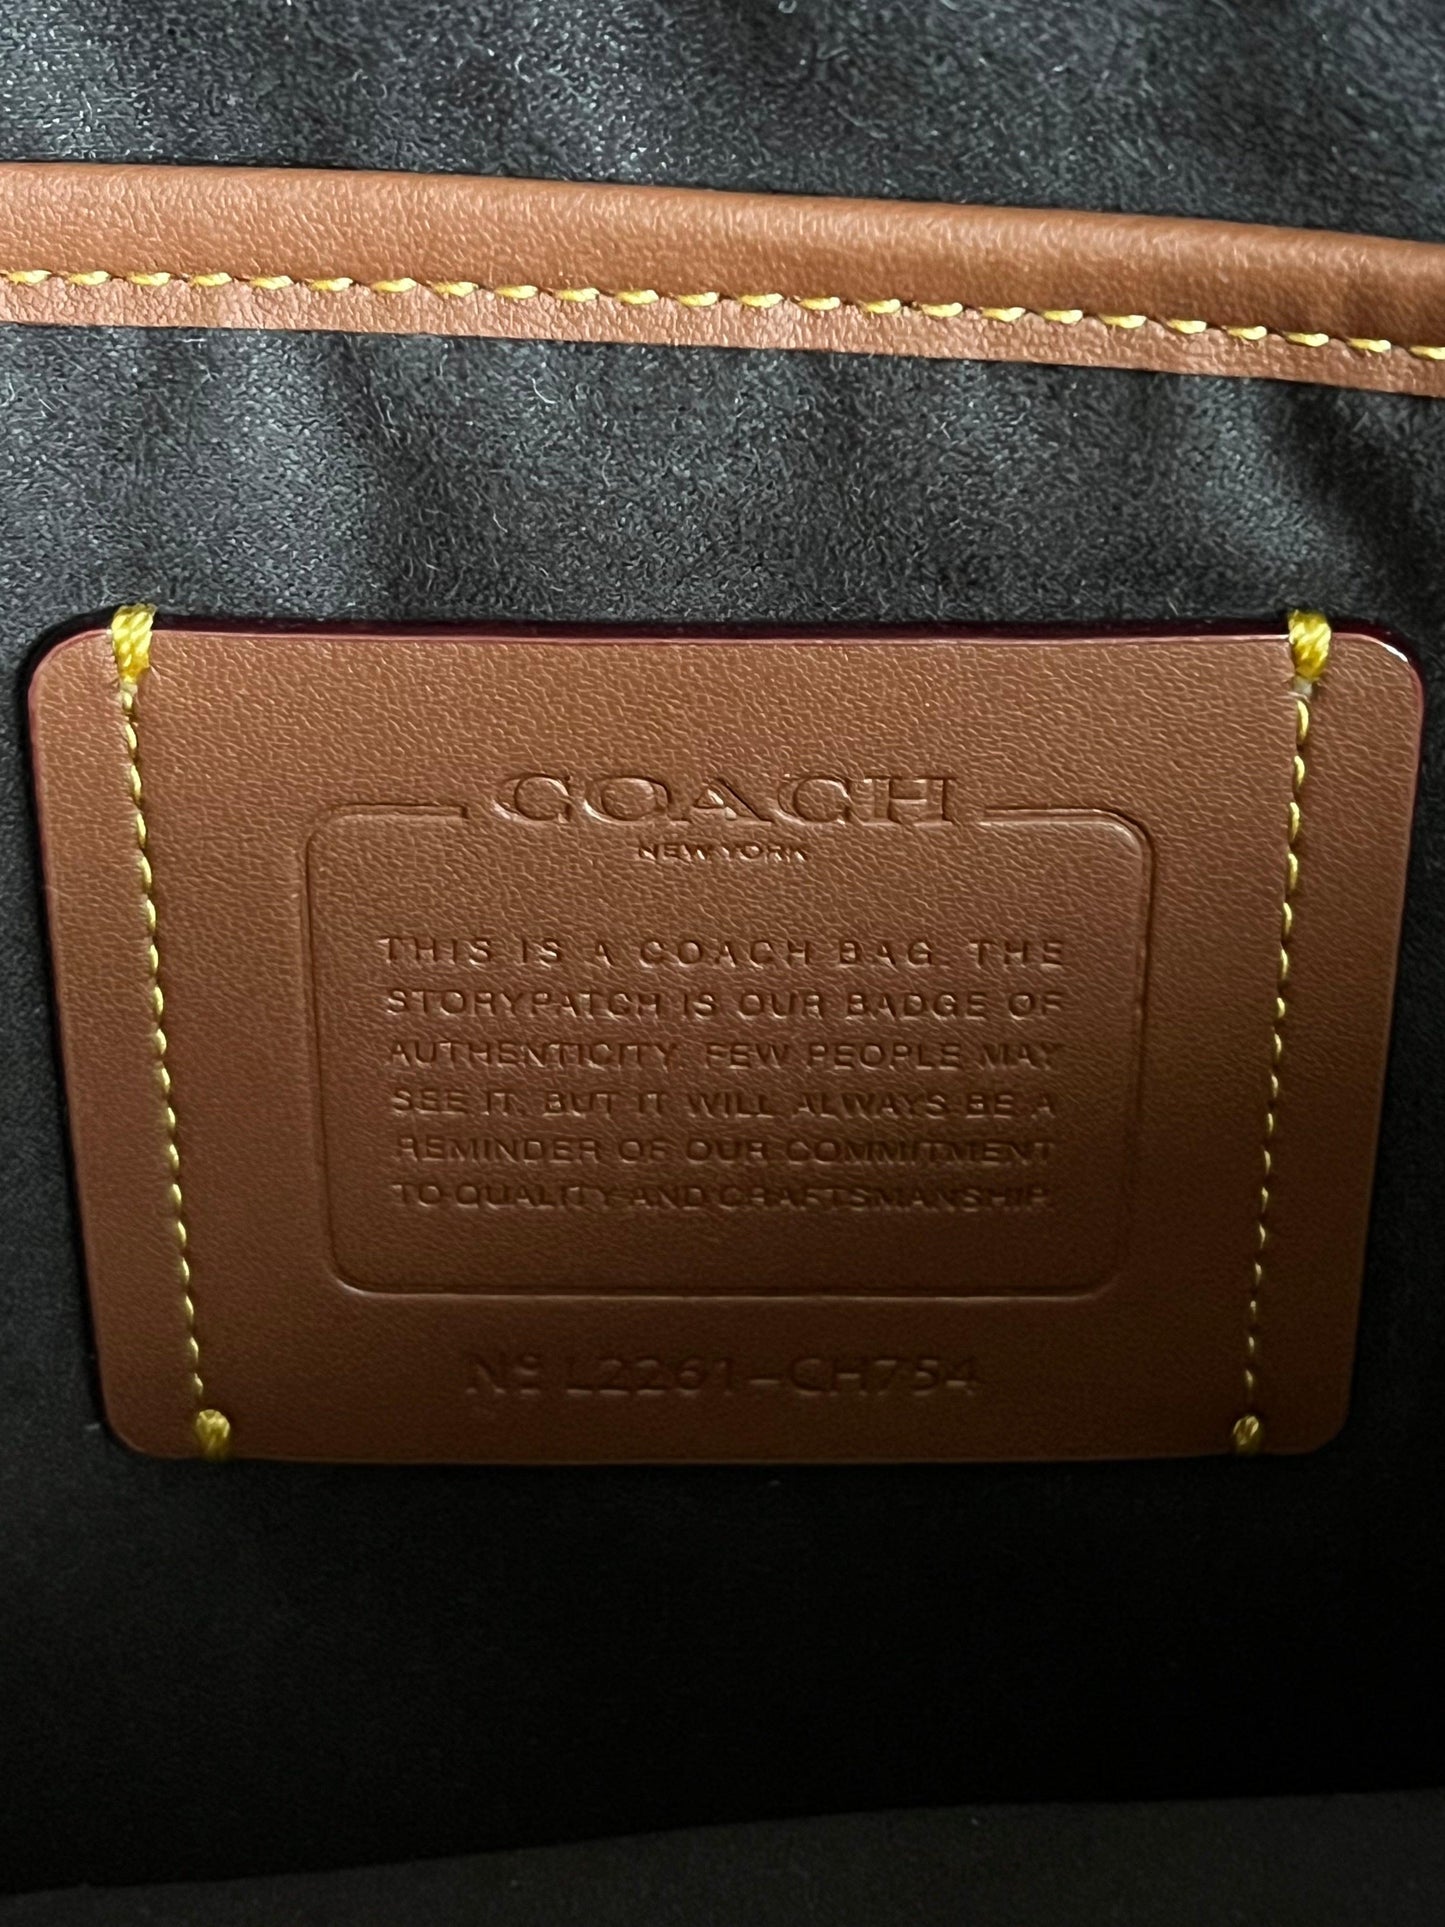 COACH
NEW YORK
THIS IS A COACH BAG. THE
STORYPATCH IS OUR BADGE OF
AUTHENTICITY. FEW PEOPLE MAY
SEE IT. BUT IT WILL ALWAYS BE A
REMINDER OF OUR COMMITMENT
TO QUALITY AND CRAFTSMANSHIP.
Nº L2261-CH754